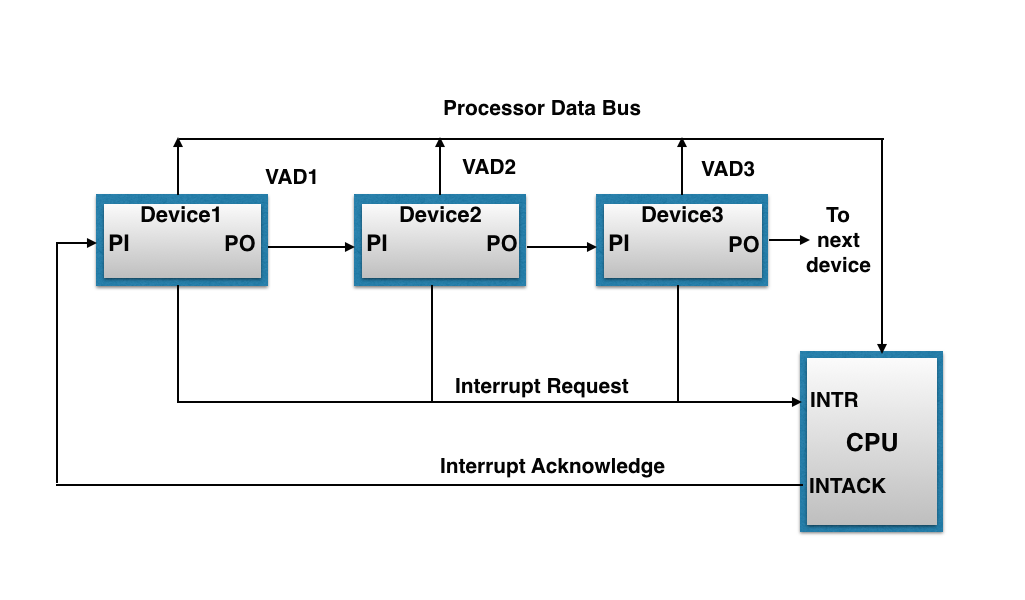 Processor Data Bus
VAD1
VAD2
VAD3
Device1
PI
PO
Device2
PI
PO
Device3
PI
PO
To
next
device
Interrupt Request
INTR
CPU
Interrupt Acknowledge
INTACK